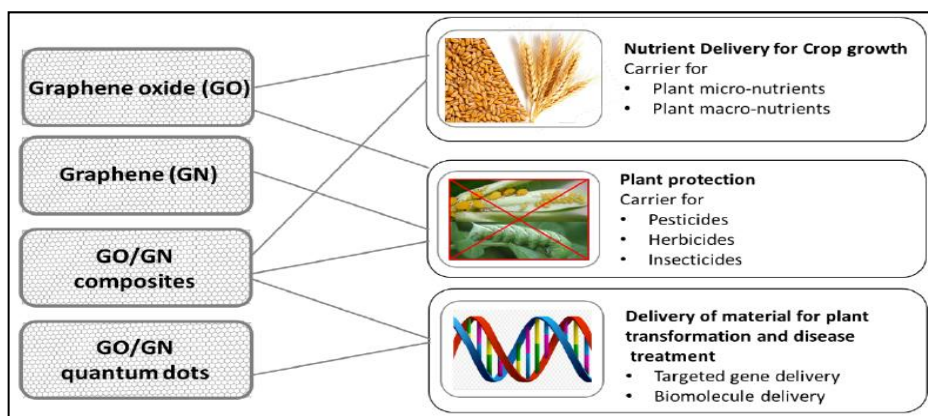 Graphene oxide (GO)
Graphene (GN)
GO/GN
composites
GO/GN
quantum dots
Nutrient Delivery for Crop growth
Carrier for
• Plant micro-nutrients
• Plant macro-nutrients
Plant protection
Carrier for
• Pesticides
• Herbicides
• Insecticides
Delivery of material for plant
transformation and disease
treatment
• Targeted gene delivery
• Biomolecule delivery